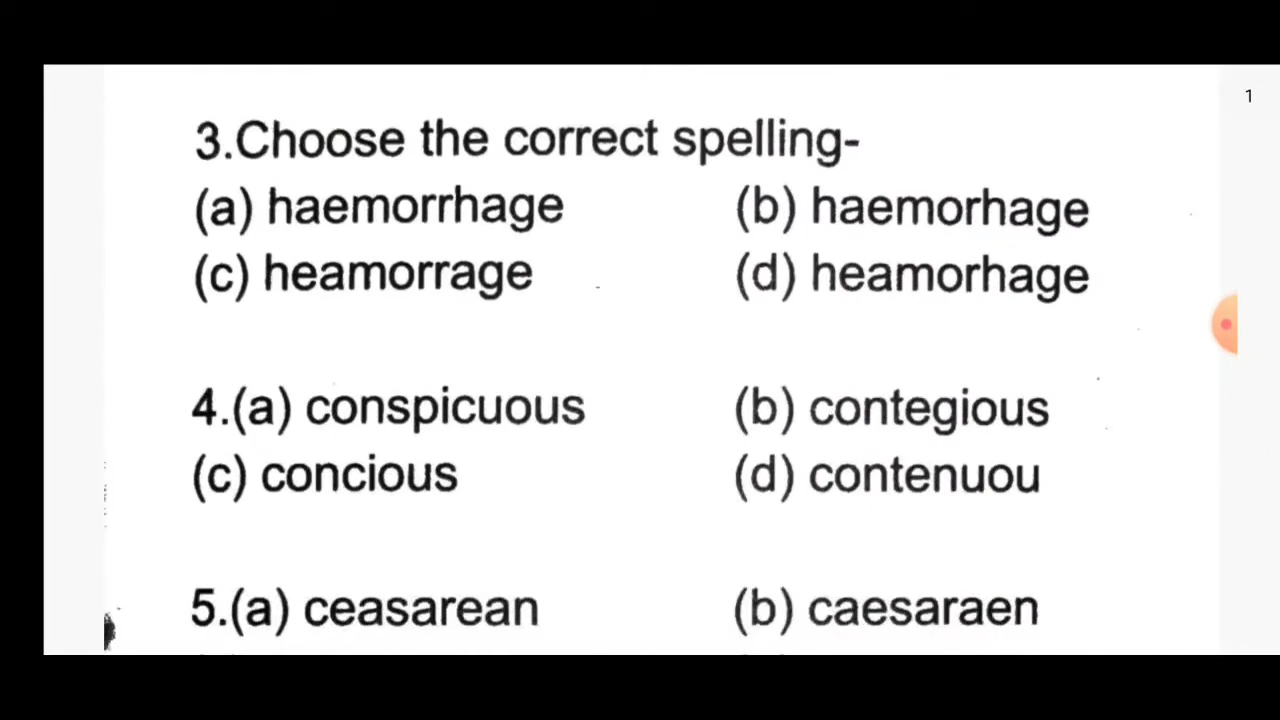 1
3.Choose the correct spelling-
(a) haemorrhage (b) haemorhage
(c) heamorrage (d) heamorhage
4.(a) conspicuous (b) contegious
(c) concious (d) contenuou
5.(a) ceasarean (b) caesaraen